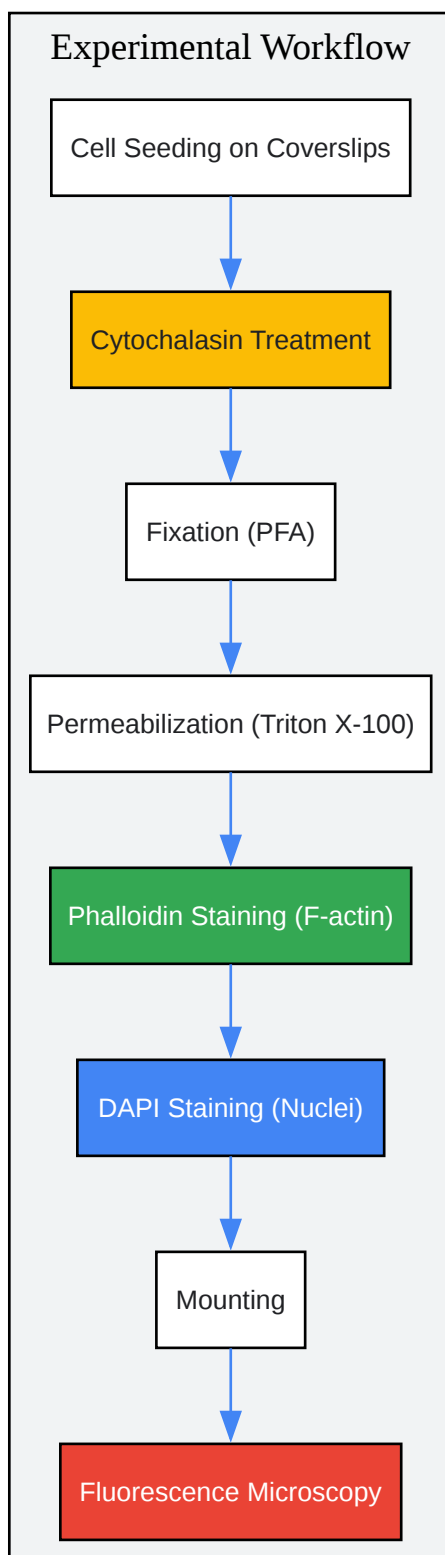 Experimental Workflow
Cell Seeding on Coverslips
Cytochalasin Treatment
Fixation (PFA)
Permeabilization (Triton X-100)
Phalloidin Staining (F-actin)
DAPI Staining (Nuclei)
Mounting
Fluorescence Microscopy